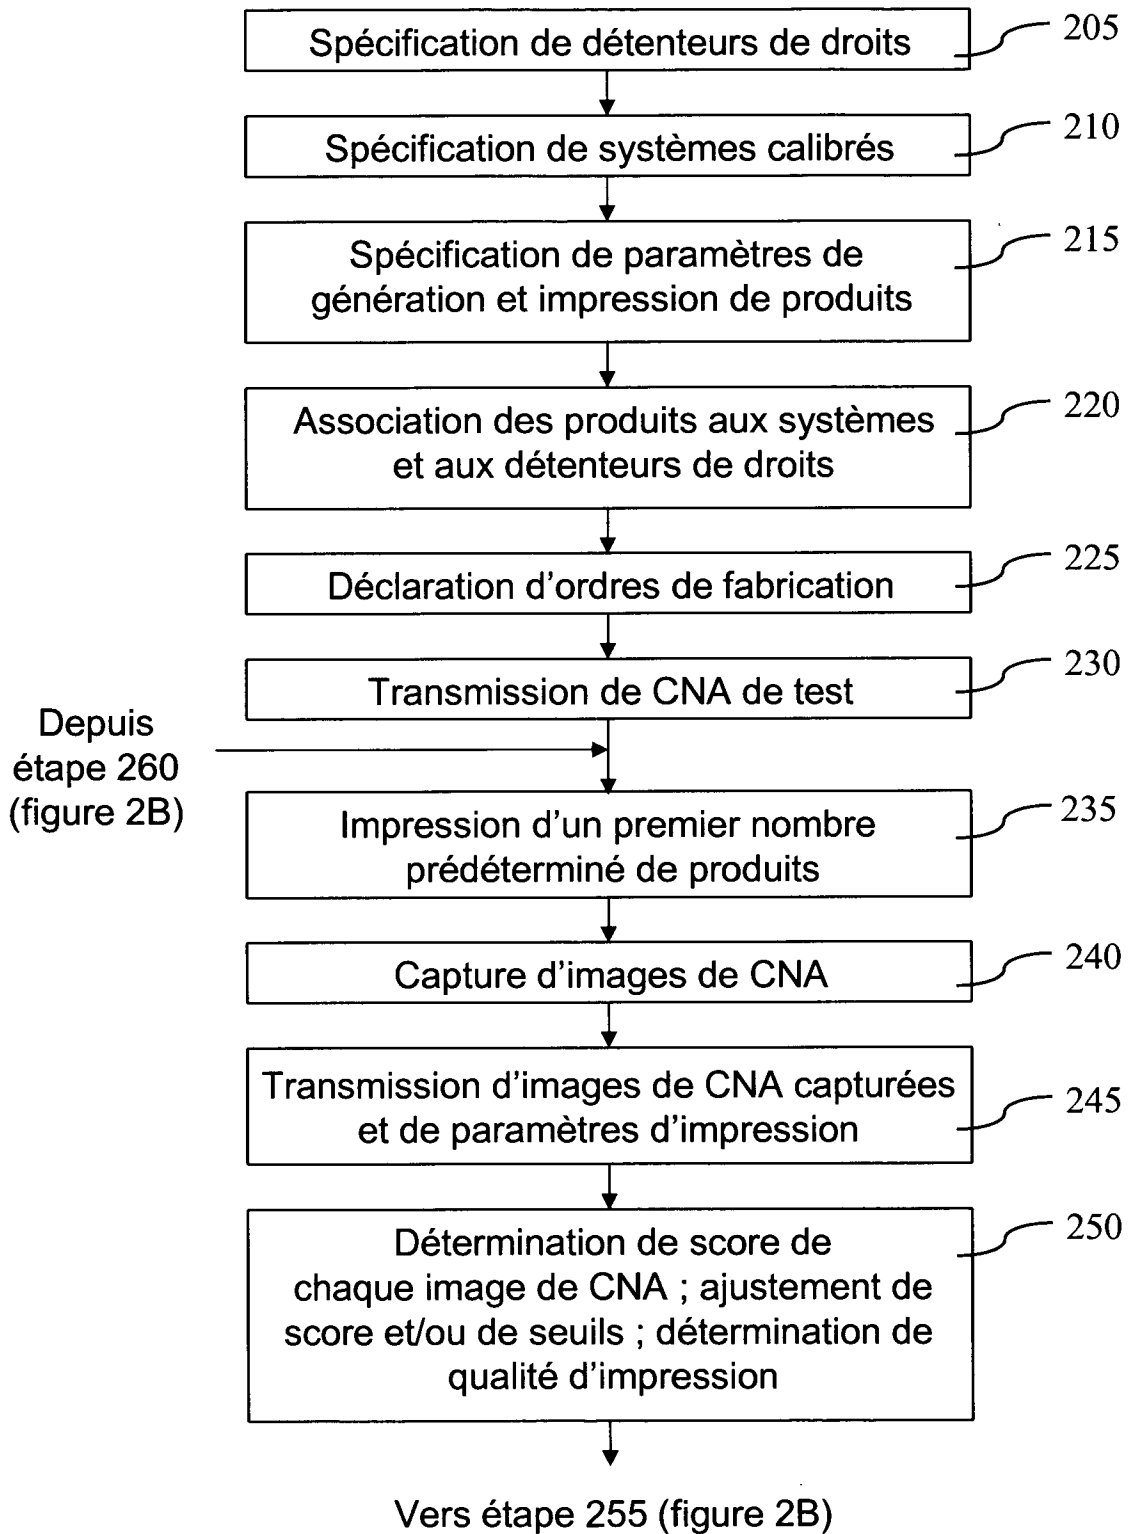 Spécification de détenteurs de droits
205
Spécification de systèmes calibrés
210
Spécification de paramètres de
génération et impression de produits
215
Association des produits aux systèmes
et aux détenteurs de droits
220
Déclaration d'ordres de fabrication
225
Transmission de CNA de test
230
Depuis
étape 260
(figure 2B)
Impression d'un premier nombre
prédéterminé de produits
235
Capture d'images de CNA
240
Transmission d'images de CNA capturées
et de paramètres d'impression
245
Détermination de score de
chaque image de CNA ; ajustement de
score et/ou de seuils ; détermination de
qualité d'impression
250
Vers étape 255 (figure 2B)